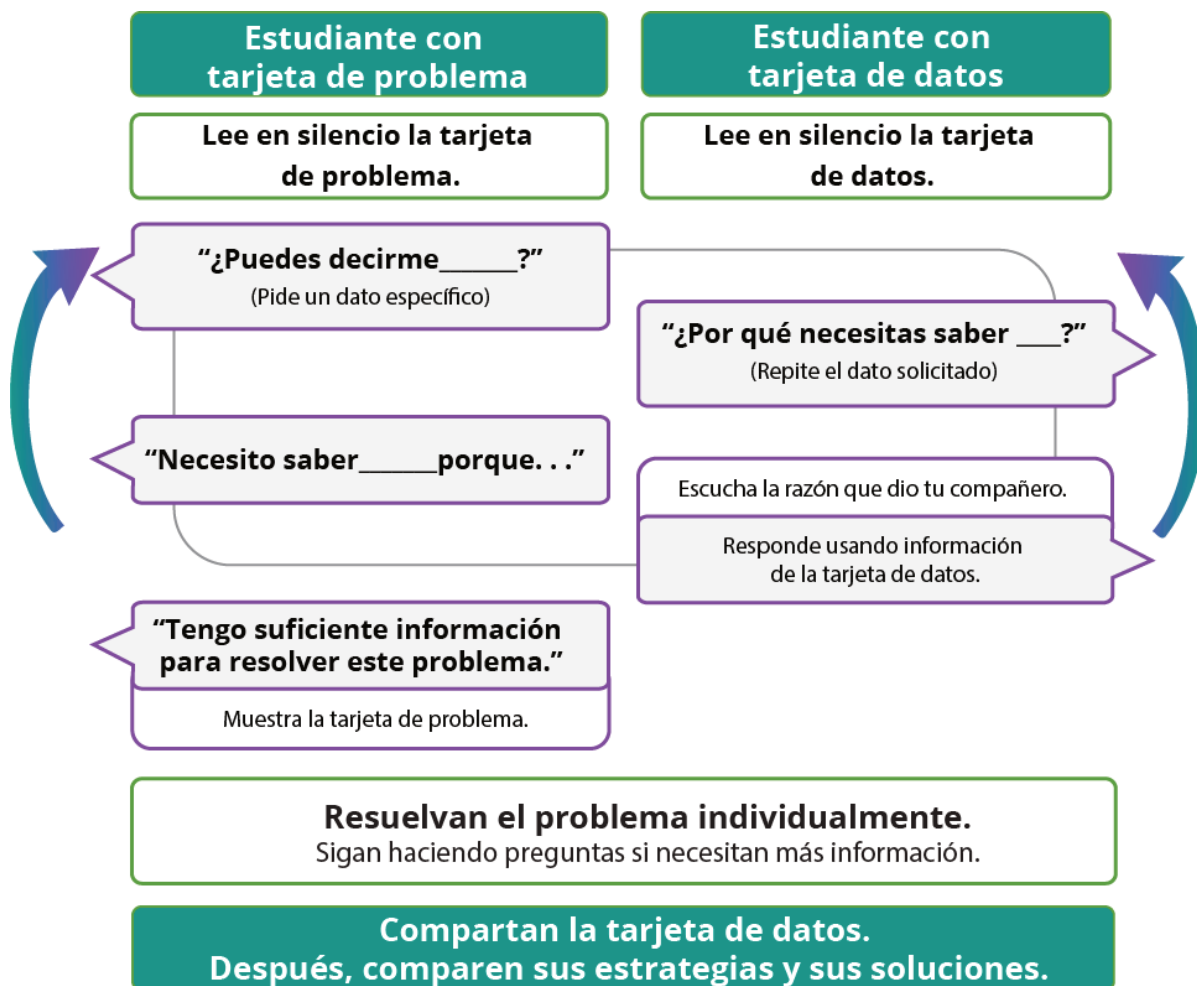 Estudiante con
tarjeta de problema
Estudiante con
tarjeta de datos
Lee en silencio la tarjeta
de problema.
Lee en silencio la tarjeta
de datos.
“¿Puedes decirme______?”
(Pide un dato específico)
“¿Por qué necesitas saber ___?”
(Repite el dato solicitado)
“Necesito saber______porque. . .”
Escucha la razón que dio tu compañero.
Responde usando información
de la tarjeta de datos.
“Tengo suficiente información
para resolver este problema.”
Muestra la tarjeta de problema.
Resuelvan el problema individualmente.
Sigan haciendo preguntas si necesitan más información.
Compartan la tarjeta de datos.
Después, comparen sus estrategias y sus soluciones.